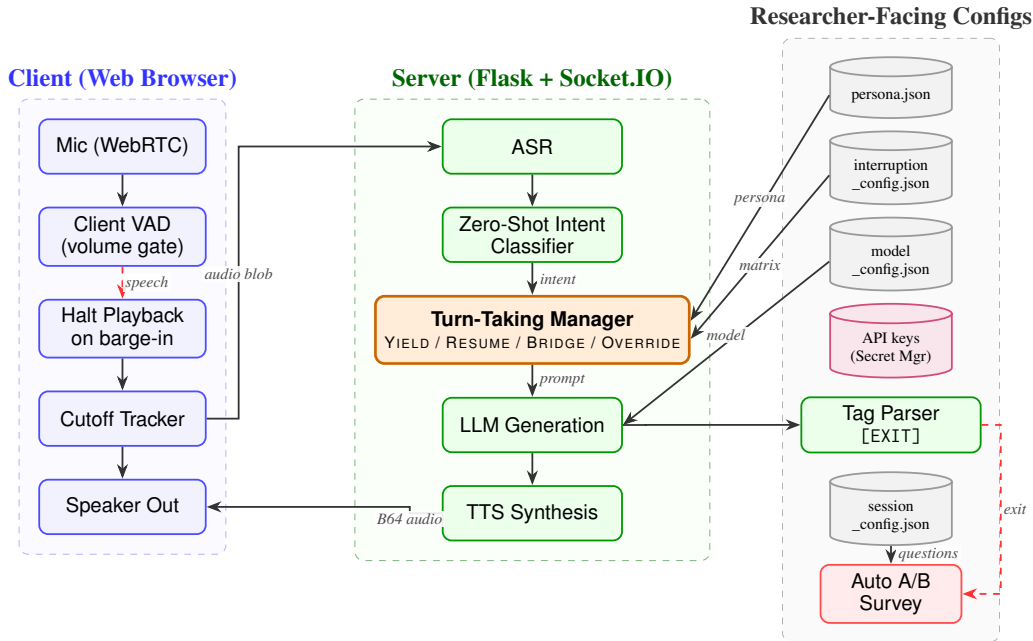 Researcher-Facing Configs
Client (Web Browser)
Server (Flask + Socket.IO)
Mic (WebRTC)
Client VAD
(volume gate)
speech
Halt Playback
on barge-in
Cutoff Tracker
Speaker Out
audio blob
ASR
Zero-Shot Intent
Classifier
intent
Turn-Taking Manager
YIELD / RESUME / BRIDGE / OVERRIDE
prompt
LLM Generation
TTS Synthesis
B64 audio
persona
matrix
model
persona.json
interruption
_config.json
model
_config.json
API keys
(Secret Mgr)
Tag Parser
[EXIT]
session
_config.json
exit
questions
Auto A/B
Survey